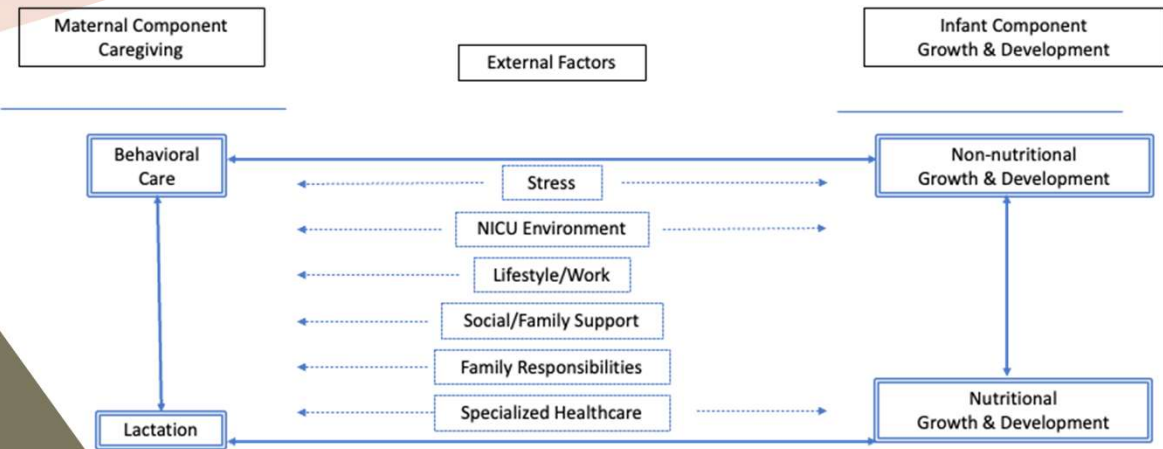 Maternal Component
Caregiving
External Factors
Infant Component
Growth & Development
Behavioral
Care
Non-nutritional
Growth & Development
Stress
NICU Environment
Lifestyle/Work
Social/Family Support
Family Responsibilities
Specialized Healthcare
Lactation
Nutritional
Growth & Development